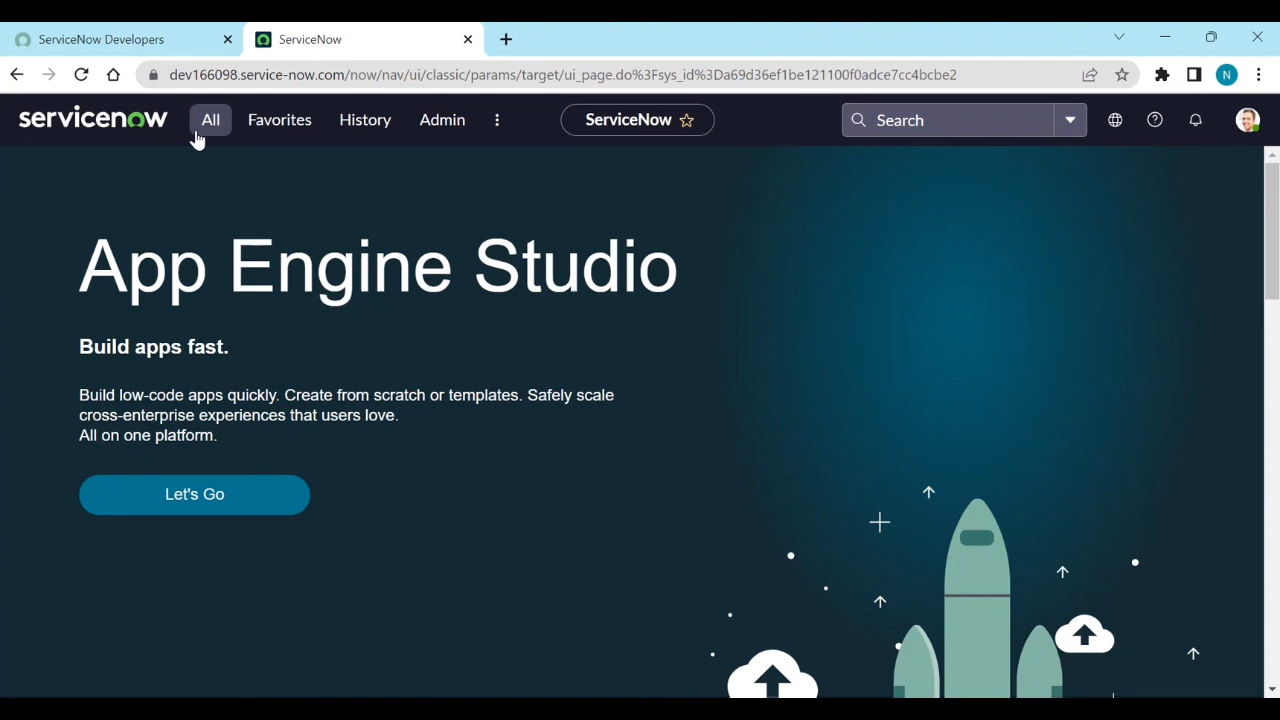 ServiceNow Developers
ServiceNow
dev166098.service-now.com/now/nav/ui/classic/params/target/ui_page.do%3Fsys_id%3Da69d36ef1be121100f0adce7cc4bcbe2
N
servicenow
All
Favorites
History
Admin
ServiceNow
Search
App Engine Studio
Build apps fast.
Build low-code apps quickly. Create from scratch or templates. Safely scale
cross-enterprise experiences that users love.
All on one platform.
Let's Go